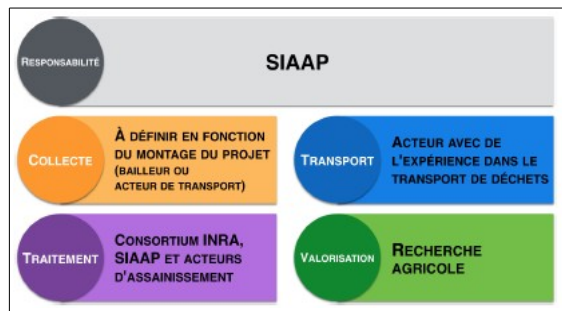 RESPONSABILITÉ
SIAAP
COLLECTE
À DÉFINIR EN FONCTION
DU MONTAGE DU PROJET
(BAILLEUR OU
ACTEUR DE TRANSPORT)
TRANSPORT
ACTEUR AVEC DE
L'EXPÉRIENCE DANS LE
TRANSPORT DE DÉCHETS
TRAITEMENT
CONSORTIUM INRA,
SIAAP ET ACTEURS
D'ASSAINISSEMENT
VALORISATION
RECHERCHE
AGRICOLE